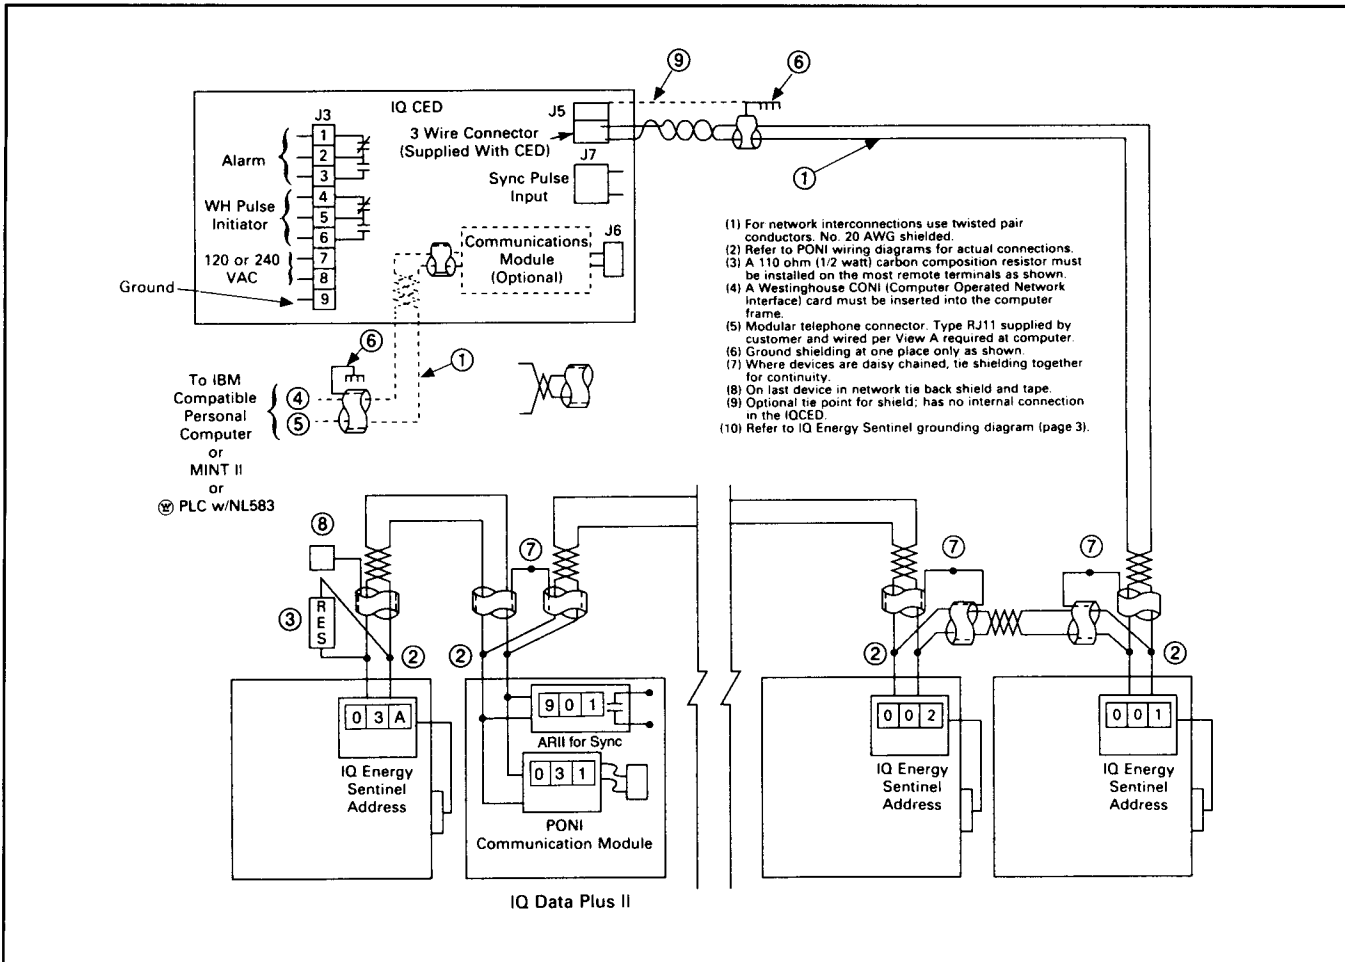 ⑨
⑥
IQ CED
J3
J5
1
2
3
4
5
6
7
8
9
Alarm
WH Pulse
Initiator
120 or 240
VAC
Ground
3 Wire Connector
(Supplied With CED)
J7
Sync Pulse
Input
J6
Communications
Module
(Optional)
①
(1) For network interconnections use twisted pair
conductors. No. 20 AWG shielded.
(2) Refer to PONI wiring diagrams for actual connections.
(3) A 110 ohm (1/2 watt) carbon composition resistor must
be installed on the most remote terminals as shown.
(4) A Westinghouse CONI (Computer Operated Network
Interface) card must be inserted into the computer
frame.
(5) Modular telephone connector. Type RJ11 supplied by
customer and wired per View A required at computer.
(6) Ground shielding at one place only as shown.
(7) Where devices are daisy chained, tie shielding together
for continuity.
(8) On last device in network tie back shield and tape.
(9) Optional tie point for shield; has no internal connection
in the IQCED.
(10) Refer to IQ Energy Sentinel grounding diagram (page 3).
⑥
①
To IBM
Compatible
Personal
Computer
or
MINT II
or
Ⓦ PLC w/NL583
④
⑤
⑧
⑦
⑦
⑦
③
RES
②
②
②
②
0 3 A
IQ Energy
Sentinel
Address
9 0 1
ARII for Sync
0 3 1
PONI
Communication Module
IQ Data Plus II
0 0 2
IQ Energy
Sentinel
Address
0 0 1
IQ Energy
Sentinel
Address